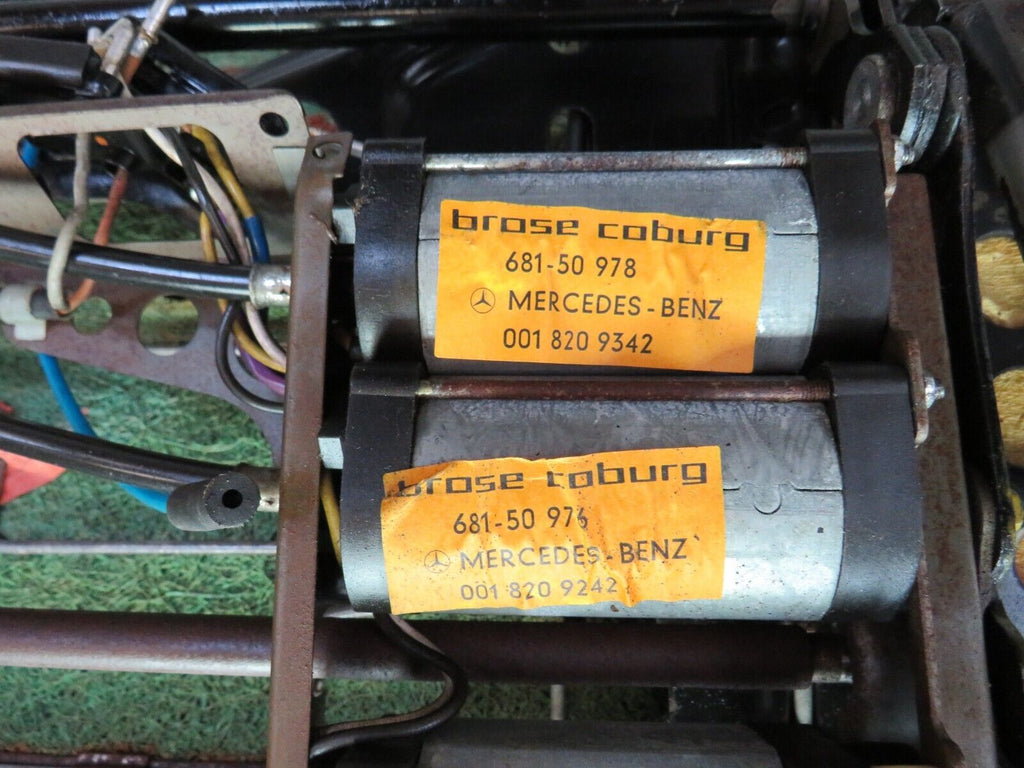 brose coburg
681-50 978
MERCEDES-BENZ
001 820 9342
brose coburg
681-50 976
MERCEDES-BENZ
001 820 9242